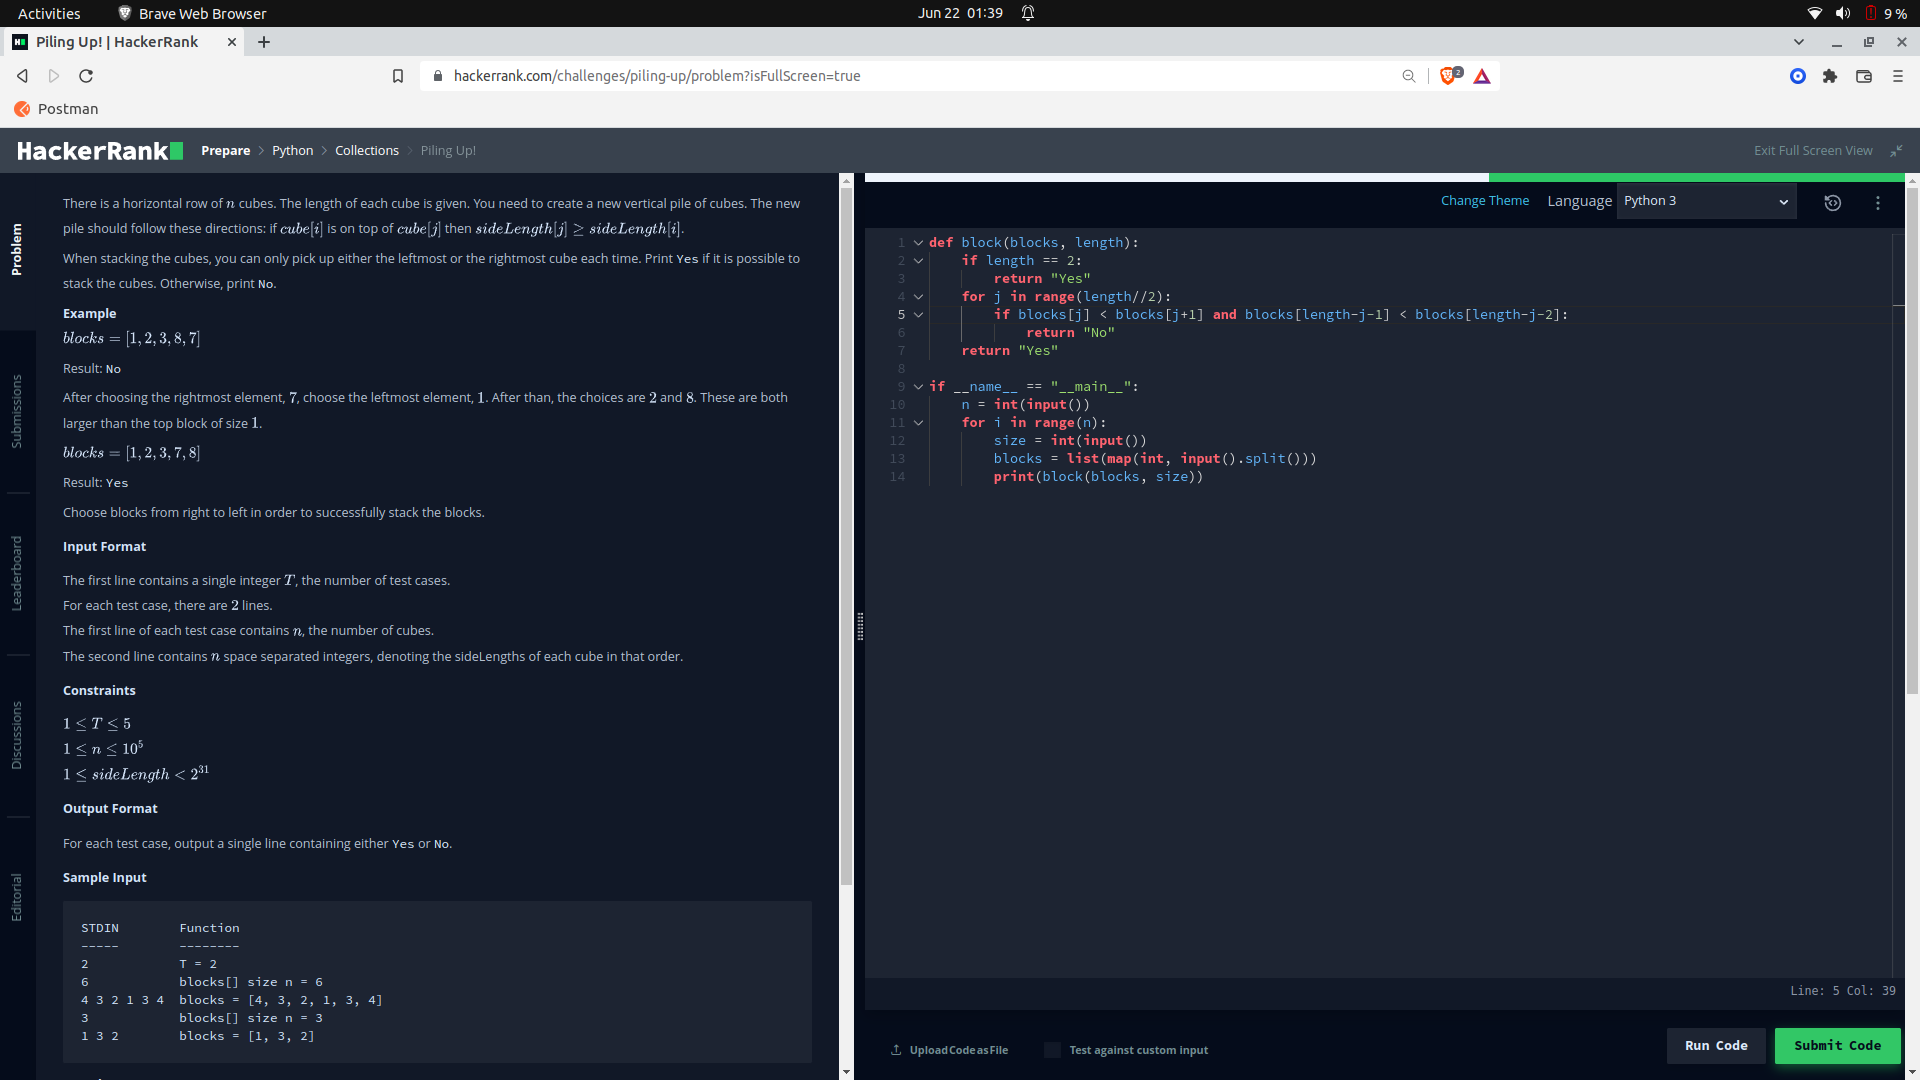 Activities Brave Web Browser Jun 22 01:39 9 %
Piling Up! | HackerRank
hackerrank.com/challenges/piling-up/problem?isFullScreen=true 2
Postman
HackerRank Prepare > Python > Collections > Piling Up! Exit Full Screen View
Problem
Submissions
Leaderboard
Discussions
Editorial
There is a horizontal row of n cubes. The length of each cube is given. You need to create a new vertical pile of cubes. The new
pile should follow these directions: if cube[i] is on top of cube[j] then sideLength[j] ≥ sideLength[i].
When stacking the cubes, you can only pick up either the leftmost or the rightmost cube each time. Print Yes if it is possible to
stack the cubes. Otherwise, print No.
Example
blocks = [1, 2, 3, 8, 7]
Result: No
After choosing the rightmost element, 7, choose the leftmost element, 1. After than, the choices are 2 and 8. These are both
larger than the top block of size 1.
blocks = [1, 2, 3, 7, 8]
Result: Yes
Choose blocks from right to left in order to successfully stack the blocks.
Input Format
The first line contains a single integer T, the number of test cases.
For each test case, there are 2 lines.
The first line of each test case contains n, the number of cubes.
The second line contains n space separated integers, denoting the sideLengths of each cube in that order.
Constraints
1 ≤ T ≤ 5
1 ≤ n ≤ 10⁵
1 ≤ sideLength < 2³¹
Output Format
For each test case, output a single line containing either Yes or No.
Sample Input
STDIN Function
----- --------
2 T = 2
6 blocks[] size n = 6
4 3 2 1 3 4 blocks = [4, 3, 2, 1, 3, 4]
3 blocks[] size n = 3
1 3 2 blocks = [1, 3, 2]
Change Theme Language Python 3
1 def block(blocks, length):
2 if length == 2:
3 return "Yes"
4 for j in range(length//2):
5 if blocks[j] < blocks[j+1] and blocks[length-j-1] < blocks[length-j-2]:
6 return "No"
7 return "Yes"
8
9 if __name__ == "__main__":
10 n = int(input())
11 for i in range(n):
12 size = int(input())
13 blocks = list(map(int, input().split()))
14 print(block(blocks, size))
Line: 5 Col: 39
Upload Code as File Test against custom input Run Code Submit Code